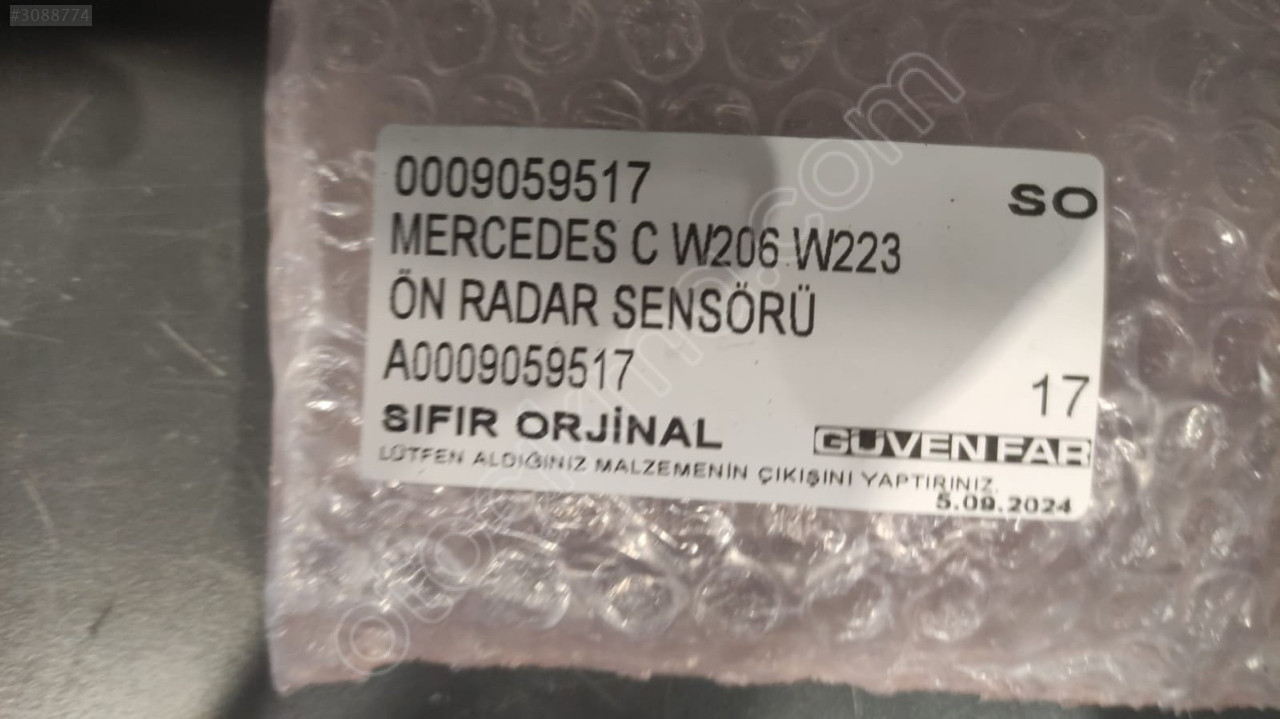 #3088774
0009059517
SO
MERCEDES C W206 W223
ÖN RADAR SENSÖRÜ
A0009059517
17
SIFIR ORJİNAL
GÜVEN FAR
LÜTFEN ALDIĞINIZ MALZEMENİN ÇIKIŞINI YAPTIRINIZ.
5.09.2024